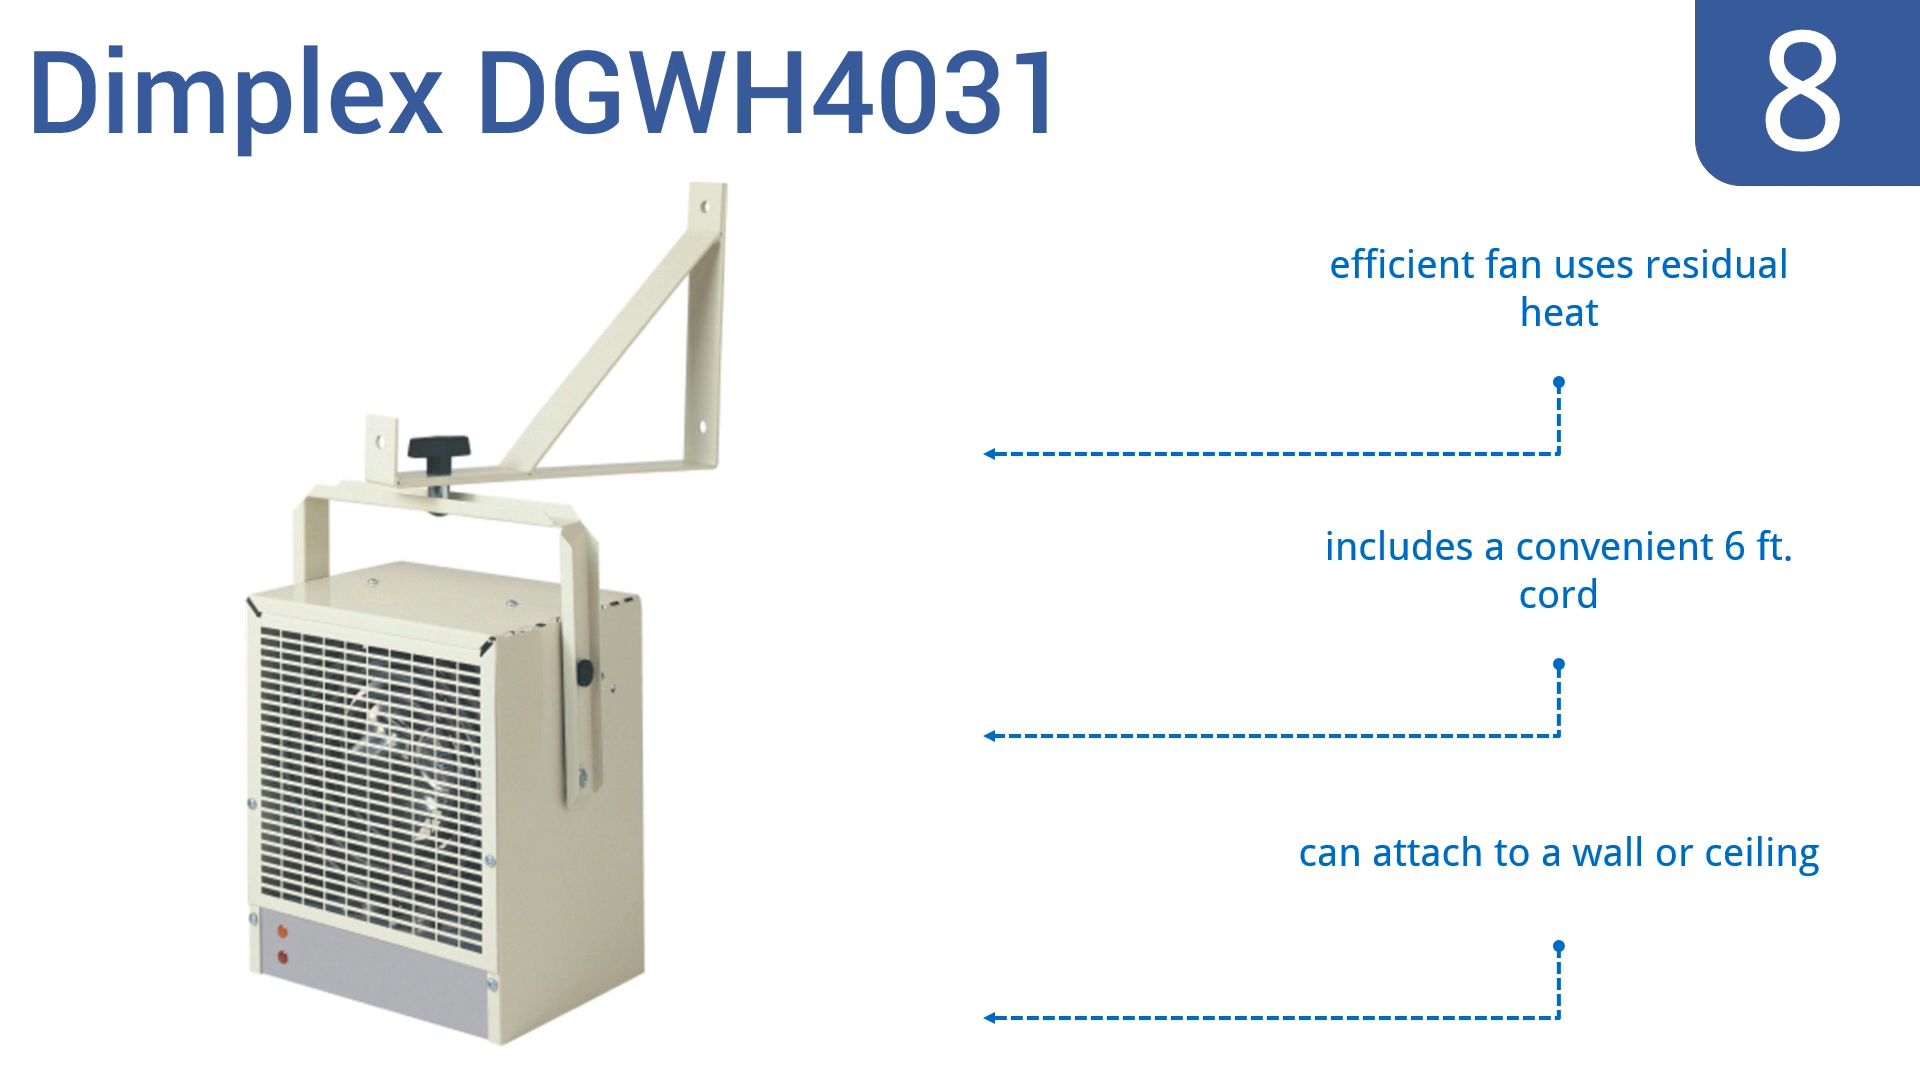 Dimplex DGWH4031
8
efficient fan uses residual
heat
includes a convenient 6 ft.
cord
can attach to a wall or ceiling